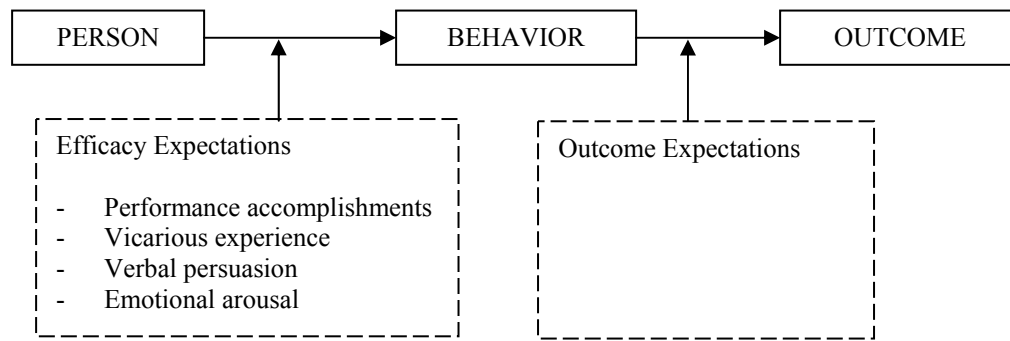 PERSON
BEHAVIOR
OUTCOME
Efficacy Expectations
- Performance accomplishments
- Vicarious experience
- Verbal persuasion
- Emotional arousal
Outcome Expectations